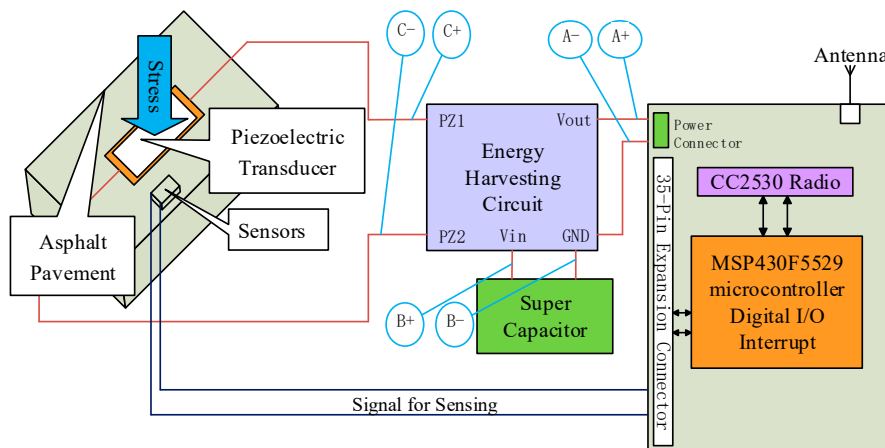 C-
C+
A-
A+
Antenna
Stress
PZ1
Vout
Power
Connector
Piezoelectric
Transducer
Energy
Harvesting
Circuit
CC2530 Radio
35-Pin Expansion Connector
Sensors
Asphalt
Pavement
PZ2
Vin
GND
MSP430F5529
microcontroller
Digital I/O
Interrupt
Super
Capacitor
B+
B-
Signal for Sensing